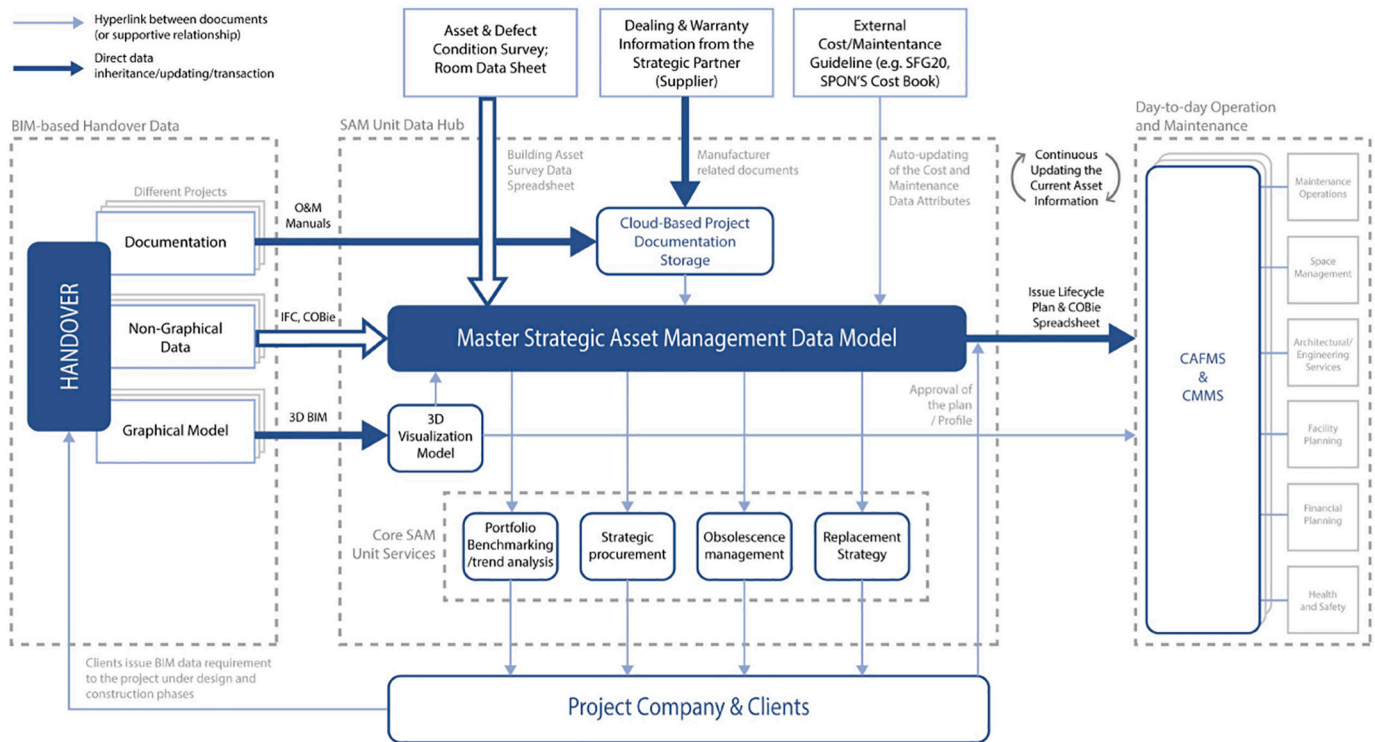 Hyperlink between doocuments
(or supportive relationship)
Direct data
inheritance/updating/transaction
Asset & Defect
Condition Survey;
Room Data Sheet
Dealing & Warranty
Information from the
Strategic Partner
(Supplier)
External
Cost/Maintentance
Guideline (e.g. SFG20,
SPON'S Cost Book)
BIM-based Handover Data
SAM Unit Data Hub
Day-to-day Operation
and Maintenance
Building Asset
Survey Data
Spreadsheet
Manufacturer
related documents
Auto-updating
of the Cost and
Maintenance
Data Attributes
Continuous
Updating the
Current Asset
Information
Different Projects
Documentation
O&M
Manuals
Cloud-Based Project
Documentation
Storage
HANDOVER
Non-Graphical
Data
IFC, COBie
Master Strategic Asset Management Data Model
Issue Lifecycle
Plan & COBie
Spreadsheet
Graphical Model
3D BIM
3D
Visualization
Model
Approval of
the plan
/ Profile
CAFMS
&
CMMS
Maintenance
Operations
Space
Management
Architectural/
Engineering
Services
Facility
Planning
Financial
Planning
Health
and Safety
Core SAM
Unit Services
Portfolio
Benchmarking
/trend analysis
Strategic
procurement
Obsolescence
management
Replacement
Strategy
Clients issue BIM data requirement
to the project under design and
construction phases
Project Company & Clients